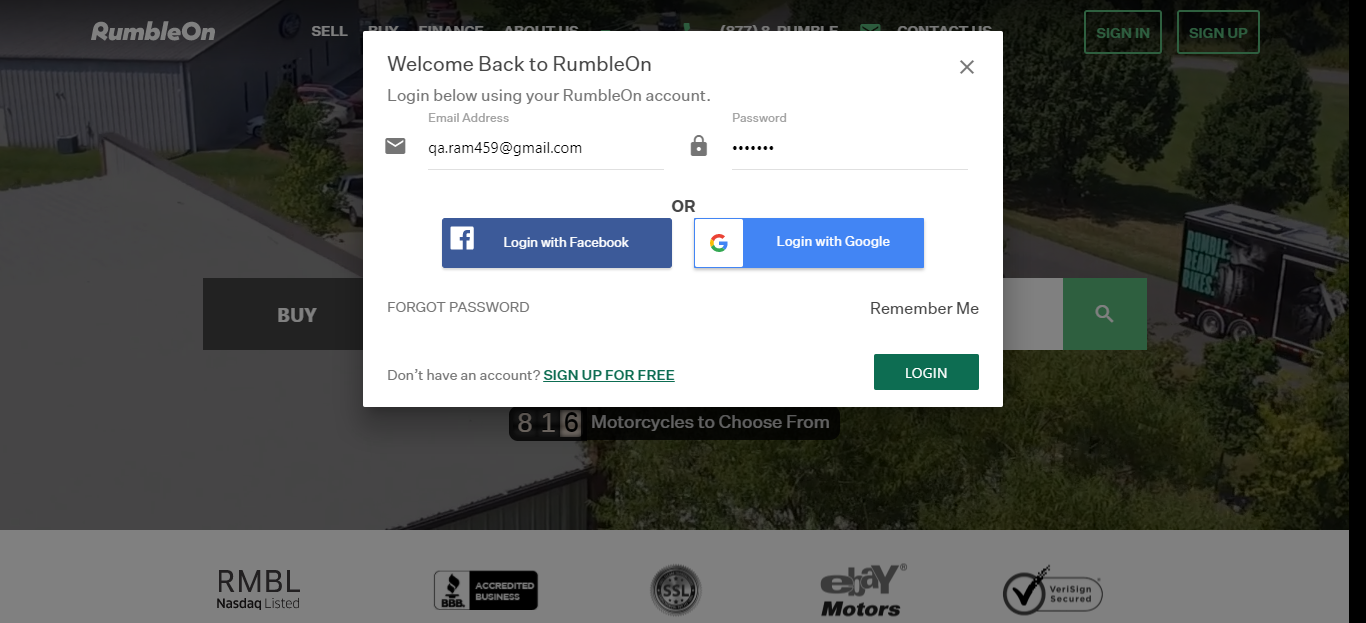 RumbleOn
SELL BUY FINANCE ABOUT US (877) 8-RUMBLE CONTACT US SIGN IN SIGN UP
Welcome Back to RumbleOn
Login below using your RumbleOn account.
Email Address Password
qa.ram459@gmail.com •••••••
OR
Login with Facebook Login with Google
RUMBLE.
READY.
BIKES.
BUY
FORGOT PASSWORD Remember Me
Don't have an account? SIGN UP FOR FREE LOGIN
816 Motorcycles to Choose From
RMBL
Nasdaq Listed
BBB. ACCREDITED
BUSINESS
SSL
ebaY®
Motors
VeriSign
Secured